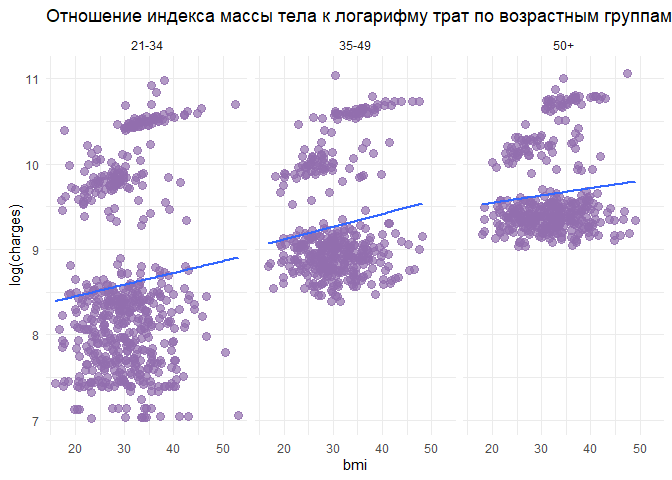 Отношение индекса массы тела к логарифму трат по возрастным группам
21-34 35-49 50+
11
10
9
8
7
log(charges)
20 30 40 50 20 30 40 50 20 30 40 50
bmi